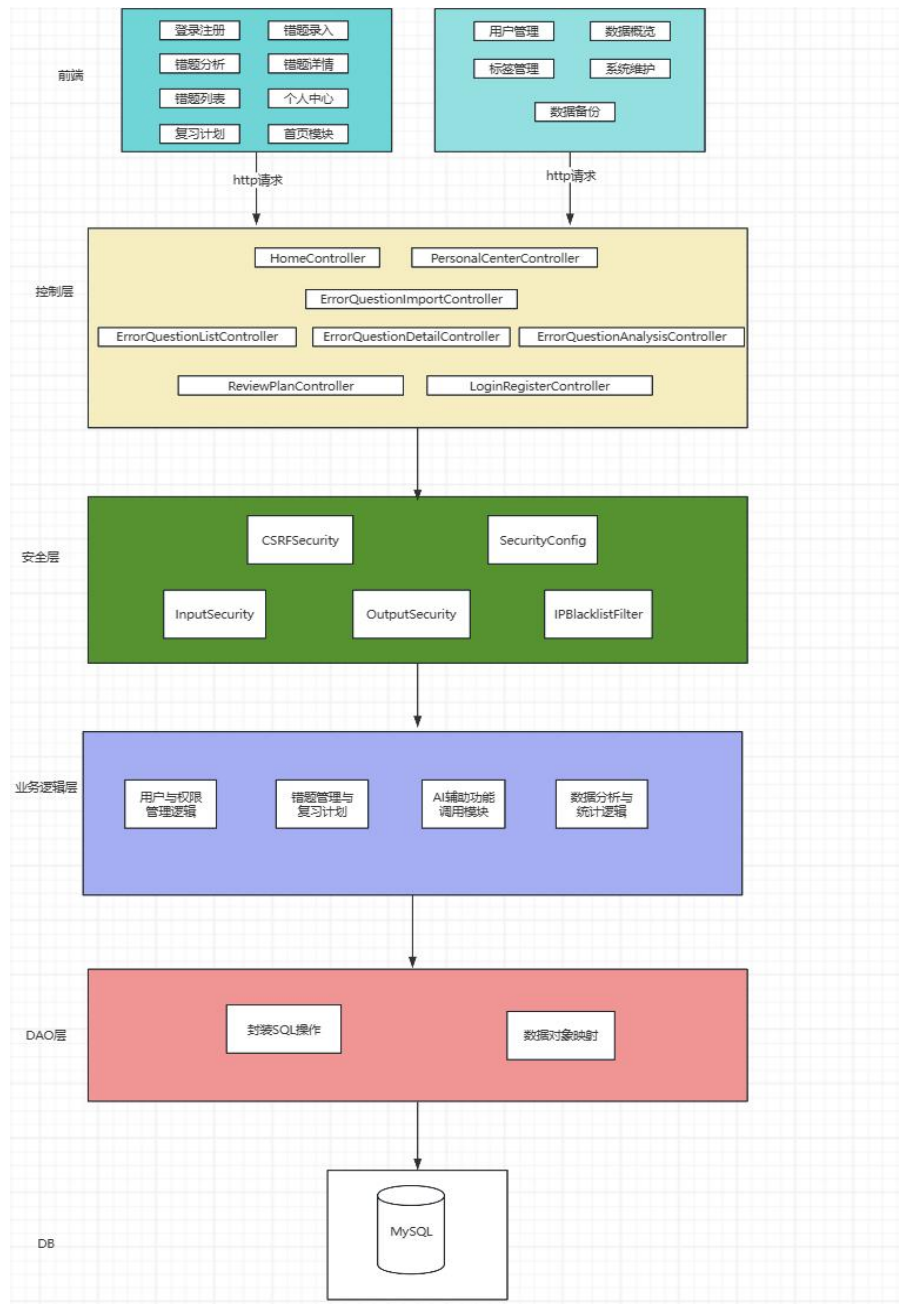 登录注册
错题录入
错题分析
错题详情
错题列表
个人中心
复习计划
首页模块
用户管理
数据概览
标签管理
系统维护
数据备份
前端
http请求
http请求
控制层
HomeController
PersonalCenterController
ErrorQuestionImportController
ErrorQuestionListController
ErrorQuestionDetailController
ErrorQuestionAnalysisController
ReviewPlanController
LoginRegisterController
安全层
CSRFSecurity
SecurityConfig
InputSecurity
OutputSecurity
IPBlacklistFilter
业务逻辑层
用户与权限
管理逻辑
错题管理与
复习计划
AI辅助功能
调用模块
数据分析与
统计逻辑
DAO层
封装SQL操作
数据对象映射
DB
MySQL